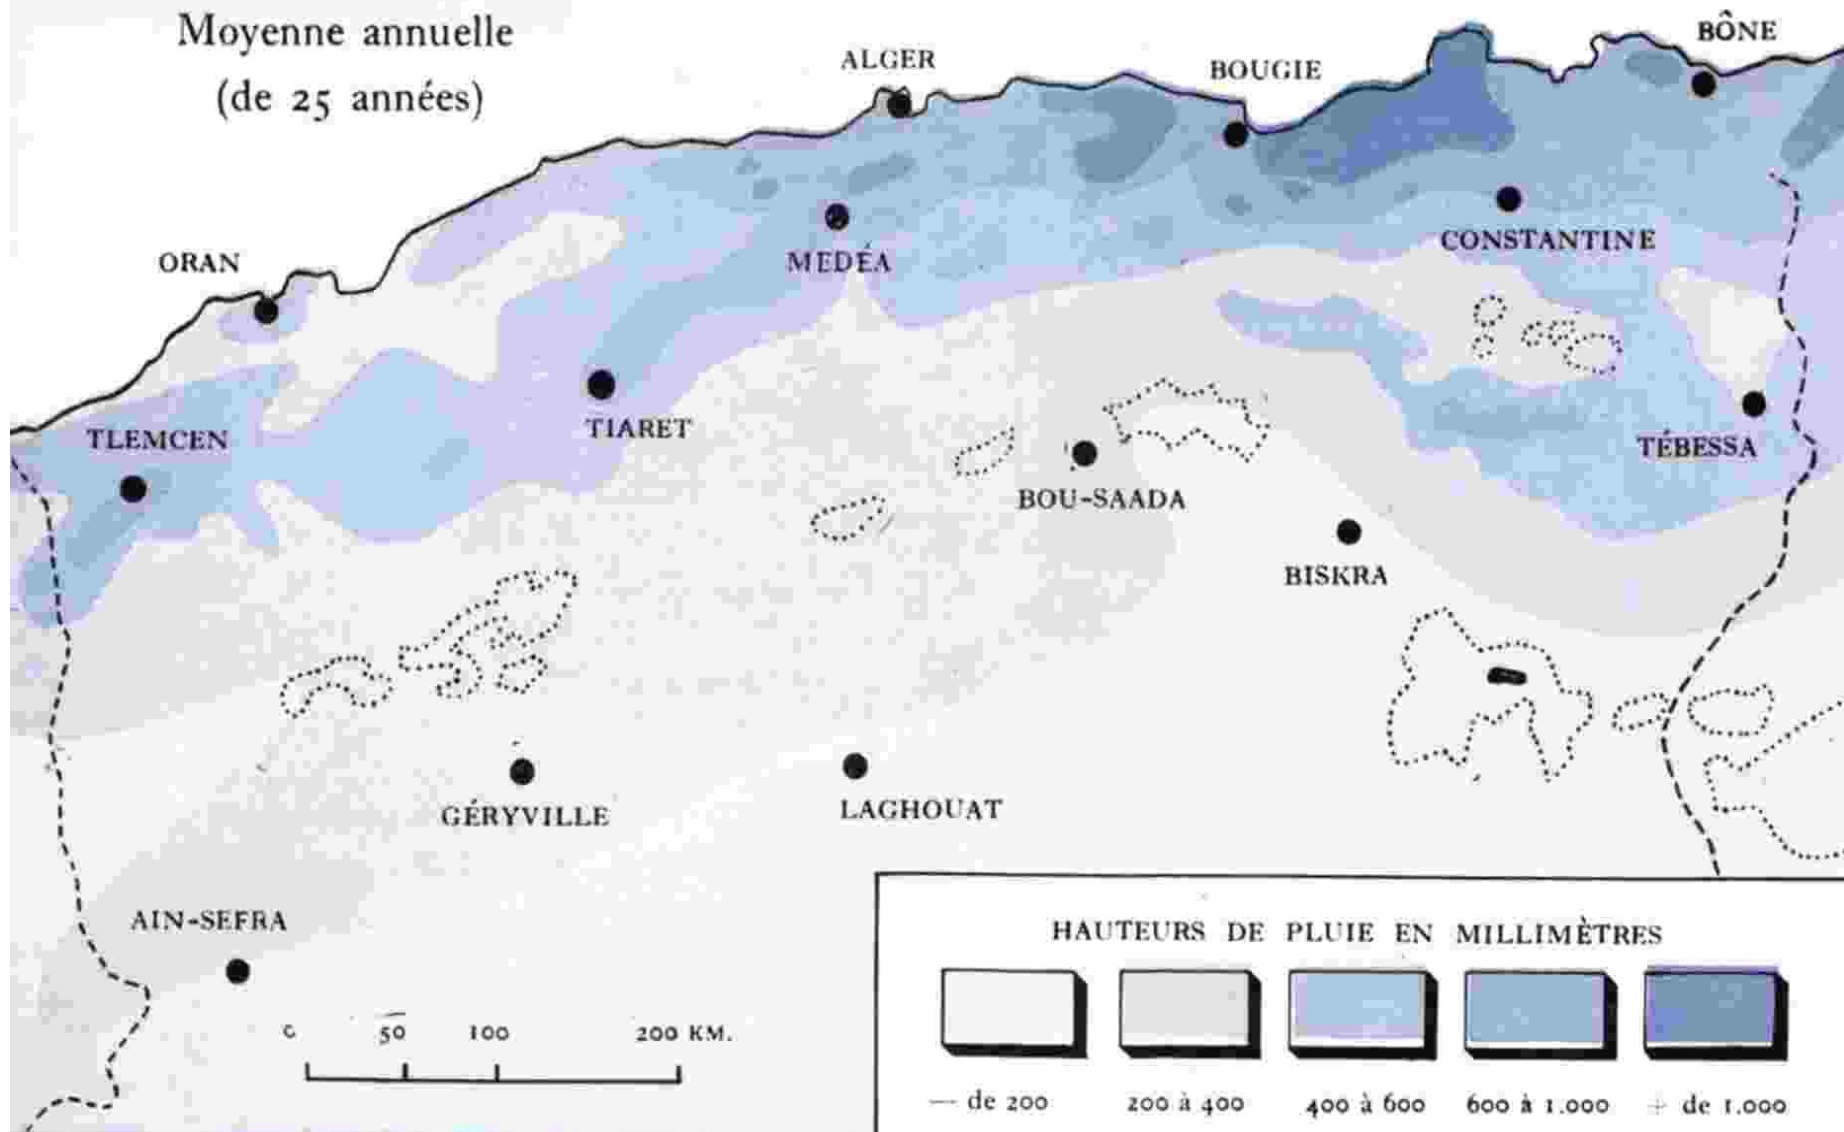 Moyenne annuelle
(de 25 années)
ALGER
BOUGIE
BÔNE
ORAN
MEDÉA
CONSTANTINE
TLEMCEN
TIARET
TÉBESSA
BOU-SAADA
BISKRA
GÉRYVILLE
LAGHOUAT
AIN-SEFRA
0 50 100 200 KM.
HAUTEURS DE PLUIE EN MILLIMÈTRES
— de 200 200 à 400 400 à 600 600 à 1.000 + de 1.000